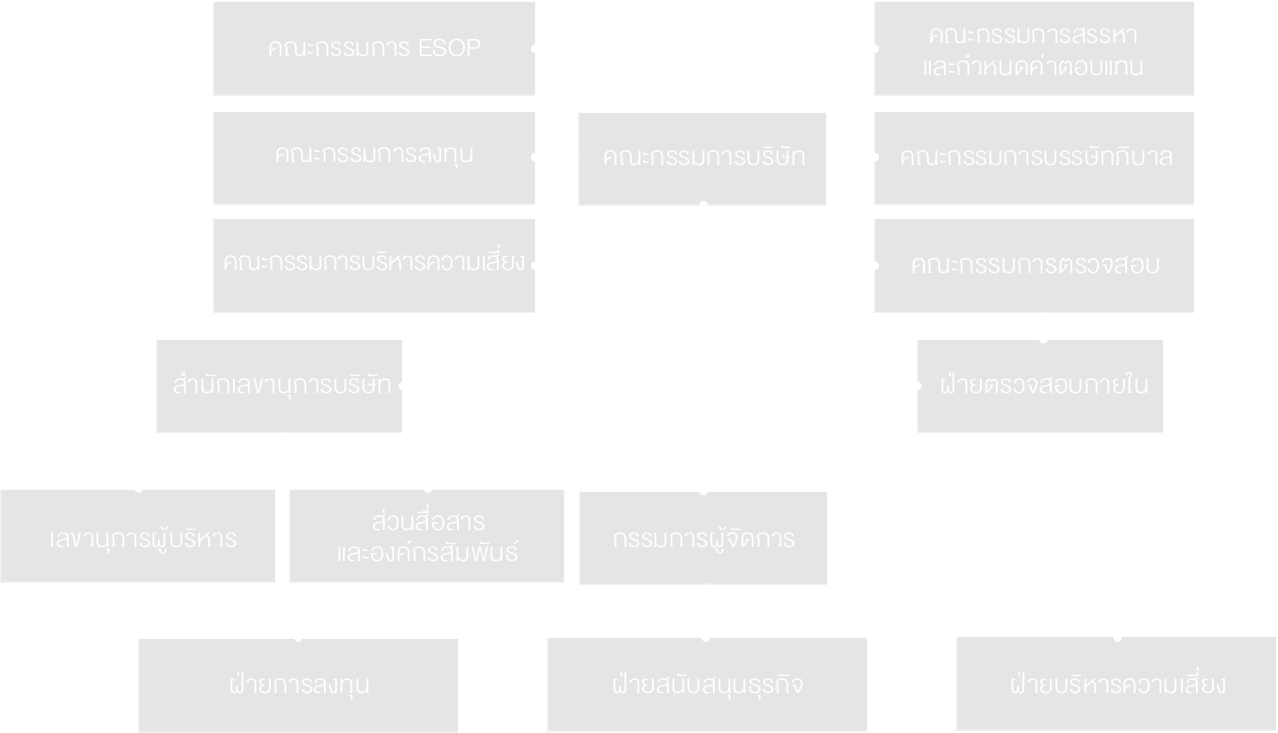 คณะกรรมการ ESOP
คณะกรรมการสรรหา
และกำหนดค่าตอบแทน
คณะกรรมการลงทุน
คณะกรรมการบริษัท
คณะกรรมการบรรษัทภิบาล
คณะกรรมการบริหารความเสี่ยง
คณะกรรมการตรวจสอบ
สำนักเลขานุการบริษัท
ฝ่ายตรวจสอบภายใน
เลขานุการผู้บริหาร
ส่วนสื่อสาร
และองค์กรสัมพันธ์
กรรมการผู้จัดการ
ฝ่ายการลงทุน
ฝ่ายสนับสนุนธุรกิจ
ฝ่ายบริหารความเสี่ยง